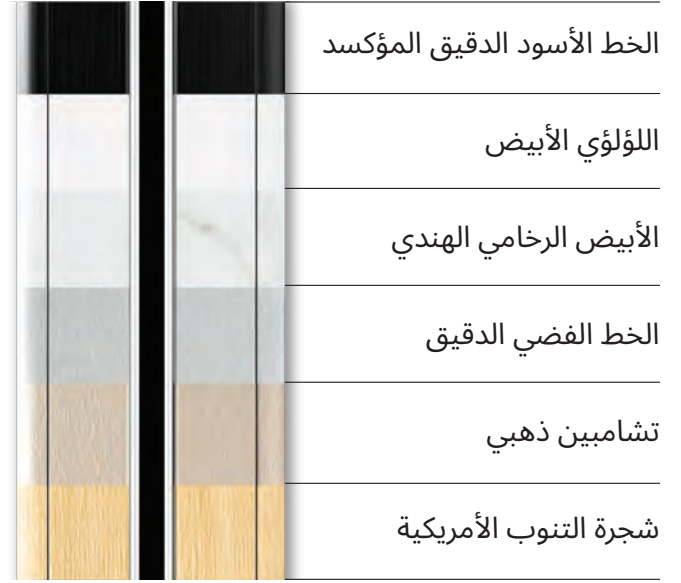 الخط الأسود الدقيق المؤكسد
اللؤلؤي الأبيض
الأبيض الرخامي الهندي
الخط الفضي الدقيق
تشامبين ذهبي
شجرة التنوب الأمريكية